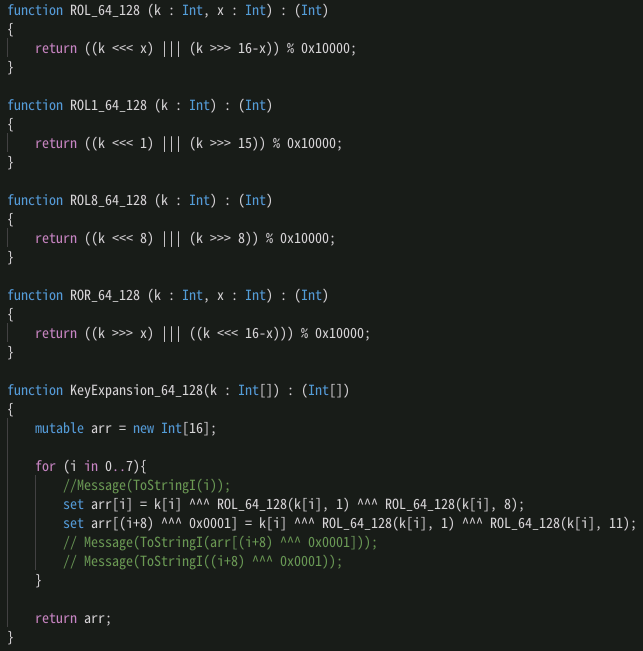 function ROL_64_128 (k : Int, x : Int) : (Int)
{
    return ((k <<< x) ||| (k >>> 16-x)) % 0x10000;
}

function ROL1_64_128 (k : Int) : (Int)
{
    return ((k <<< 1) ||| (k >>> 15)) % 0x10000;
}

function ROL8_64_128 (k : Int) : (Int)
{
    return ((k <<< 8) ||| (k >>> 8)) % 0x10000;
}

function ROR_64_128 (k : Int, x : Int) : (Int)
{
    return ((k >>> x) ||| ((k <<< 16-x))) % 0x10000;
}

function KeyExpansion_64_128(k : Int[]) : (Int[])
{
    mutable arr = new Int[16];

    for (i in 0..7){
        //Message(ToStringI(i));
        set arr[i] = k[i] ^^^ ROL_64_128(k[i], 1) ^^^ ROL_64_128(k[i], 8);
        set arr[(i+8) ^^^ 0x0001] = k[i] ^^^ ROL_64_128(k[i], 1) ^^^ ROL_64_128(k[i], 11);
        // Message(ToStringI(arr[(i+8) ^^^ 0x0001]));
        // Message(ToStringI((i+8) ^^^ 0x0001));
    }

    return arr;
}